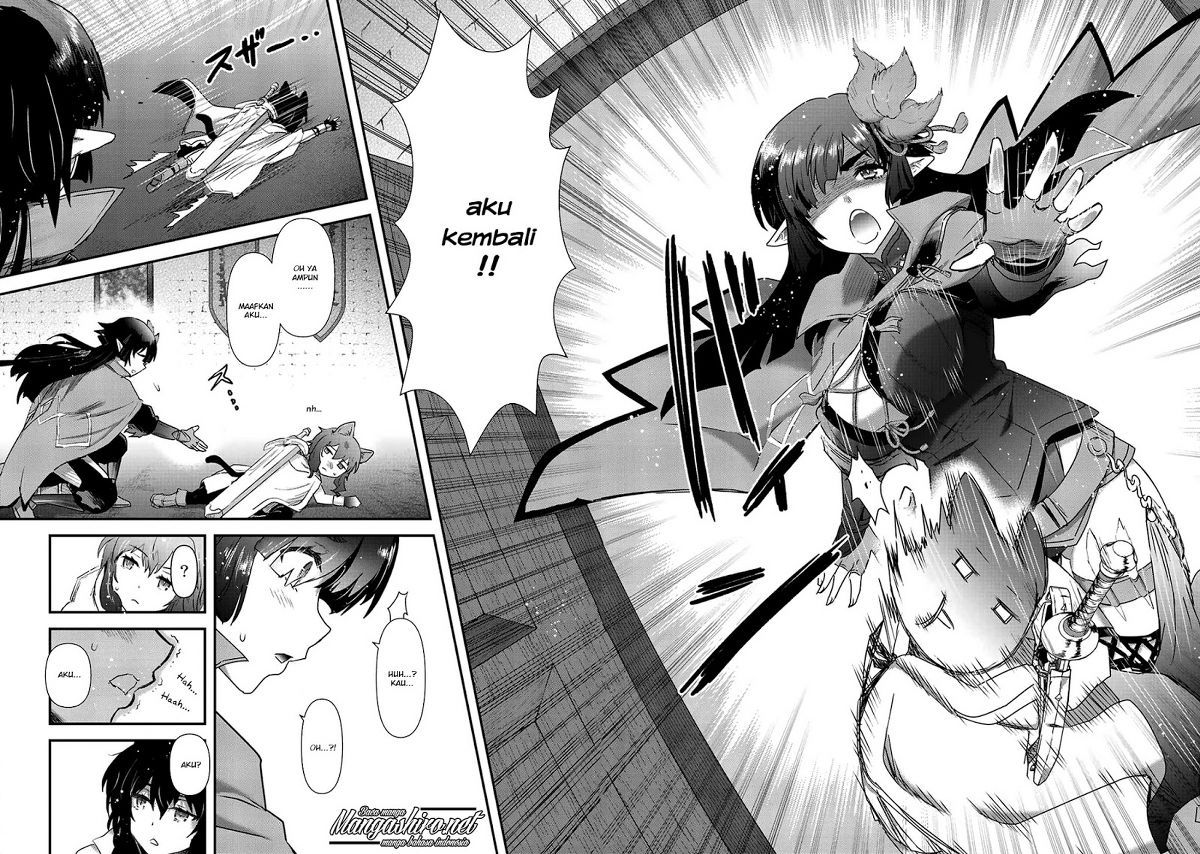 aku
kembali
!!
スザー・・
OH YA
AMPUN
......
MAAFKAN
AKU...
ス・・・
nh...
HUH...?
KAU...
OH...?!
?
AKU...
Hah...
Haah...
AKU?
Baca manga
Mangashiro.net
manga bahasa indonesia